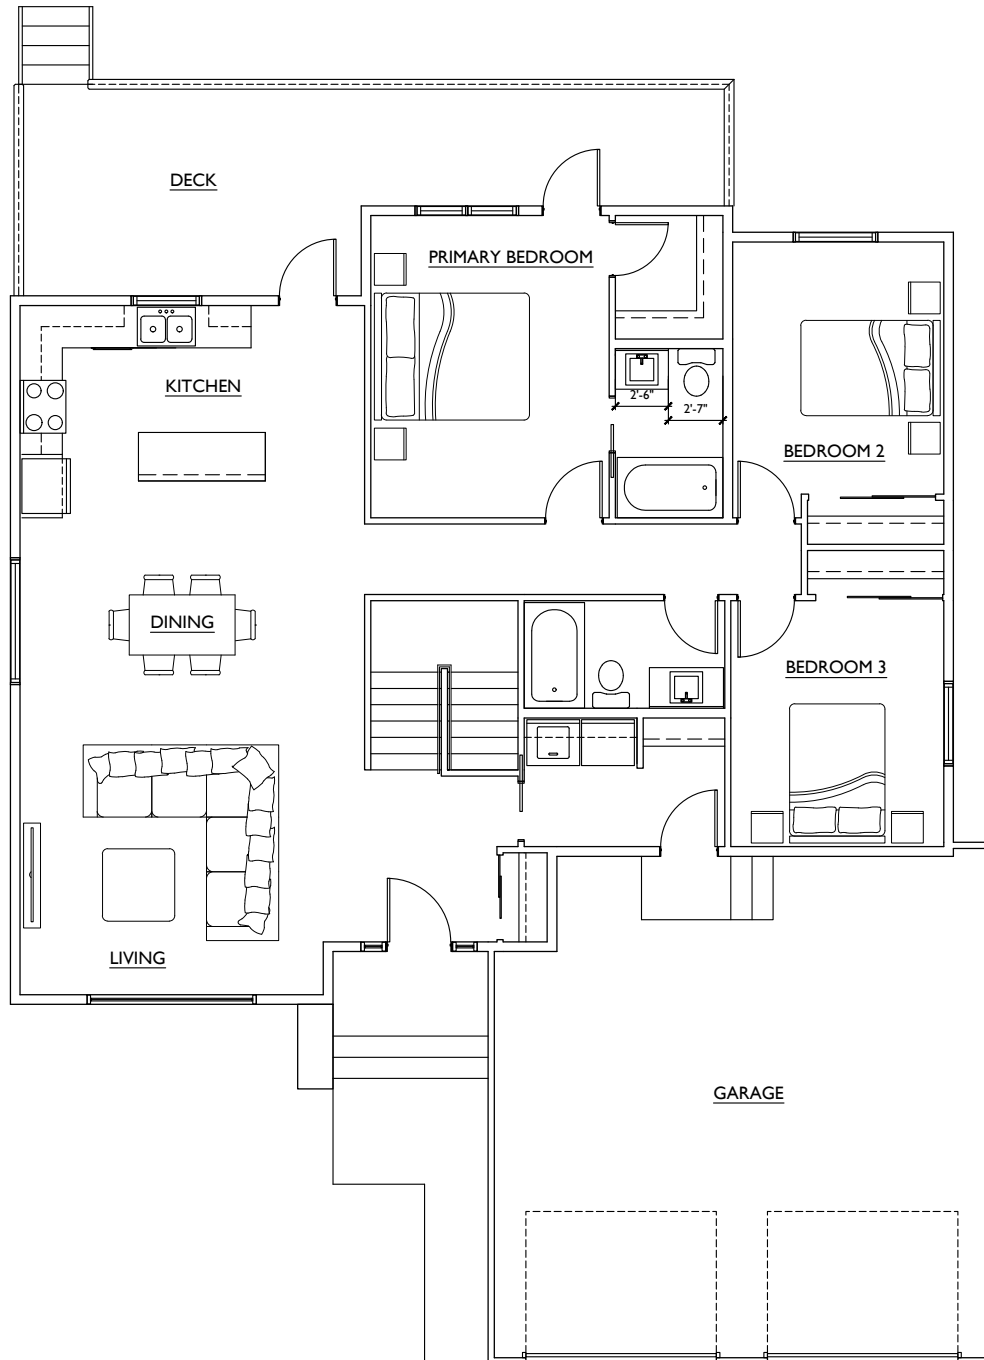 DECK
PRIMARY BEDROOM
KITCHEN
2'-6"
2'-7"
BEDROOM 2
DINING
BEDROOM 3
LIVING
GARAGE